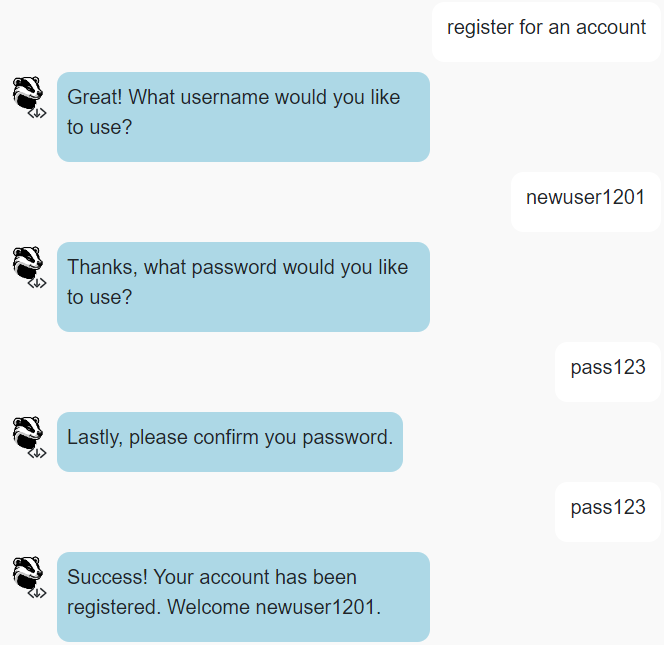 register for an account
Great! What username would you like
to use?
newuser1201
Thanks, what password would you like
to use?
pass123
Lastly, please confirm you password.
pass123
Success! Your account has been
registered. Welcome newuser1201.